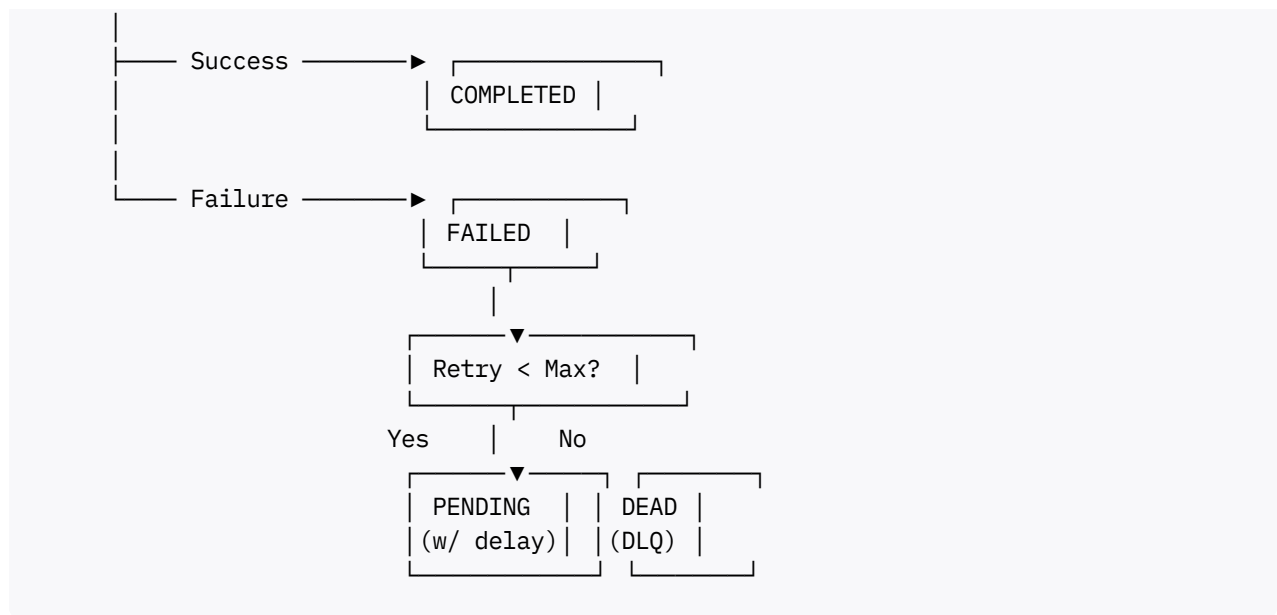 Success
COMPLETED
Failure
FAILED
Retry < Max?
Yes No
PENDING DEAD
(w/ delay) (DLQ)